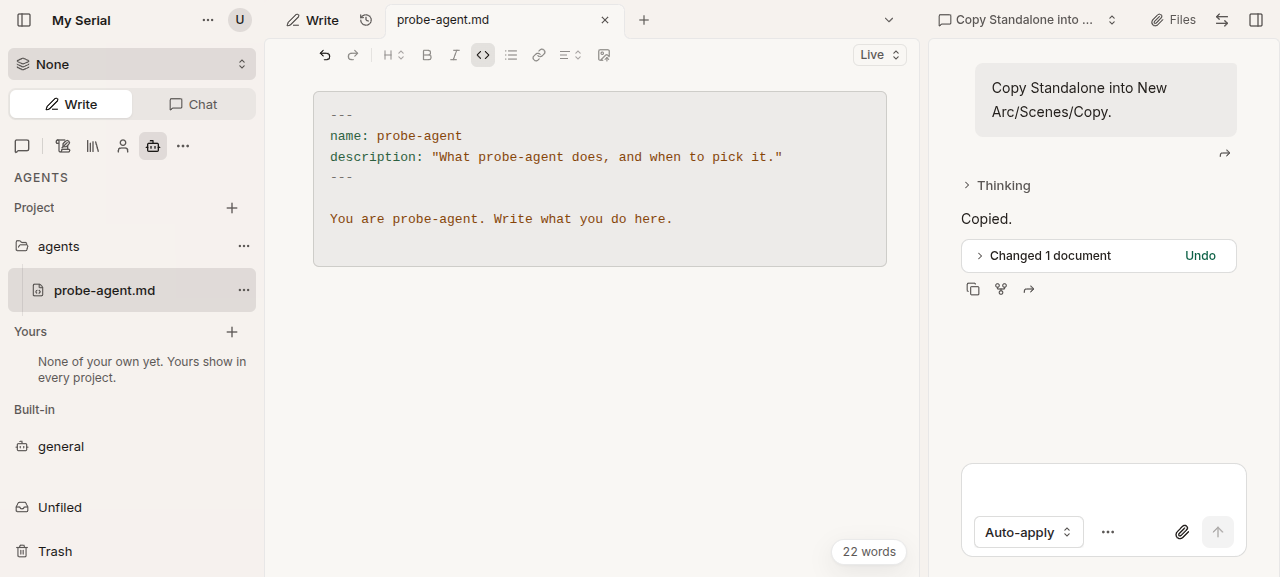 My Serial
U
None
Write
Chat
AGENTS
Project
agents
probe-agent.md
Yours
None of your own yet. Yours show in
every project.
Built-in
general
Unfiled
Trash
Write
probe-agent.md
H
B
I
Live
---
name: probe-agent
description: "What probe-agent does, and when to pick it."
---
You are probe-agent. Write what you do here.
22 words
Copy Standalone into ...
Files
Copy Standalone into New
Arc/Scenes/Copy.
Thinking
Copied.
Changed 1 document
Undo
Auto-apply